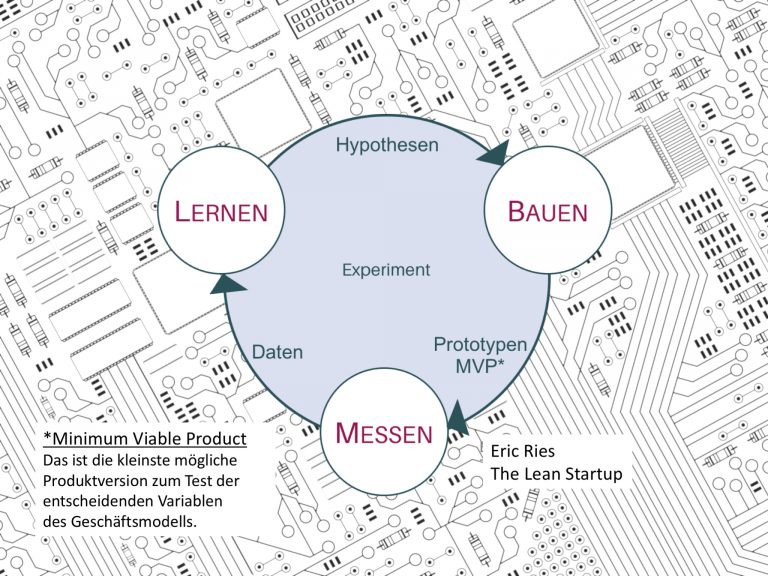 Hypothesen
LERNEN
BAUEN
Experiment
Daten
Prototypen
MVP*
MESSEN
*Minimum Viable Product
Das ist die kleinste mögliche
Produktversion zum Test der
entscheidenden Variablen
des Geschäftsmodells.
Eric Ries
The Lean Startup